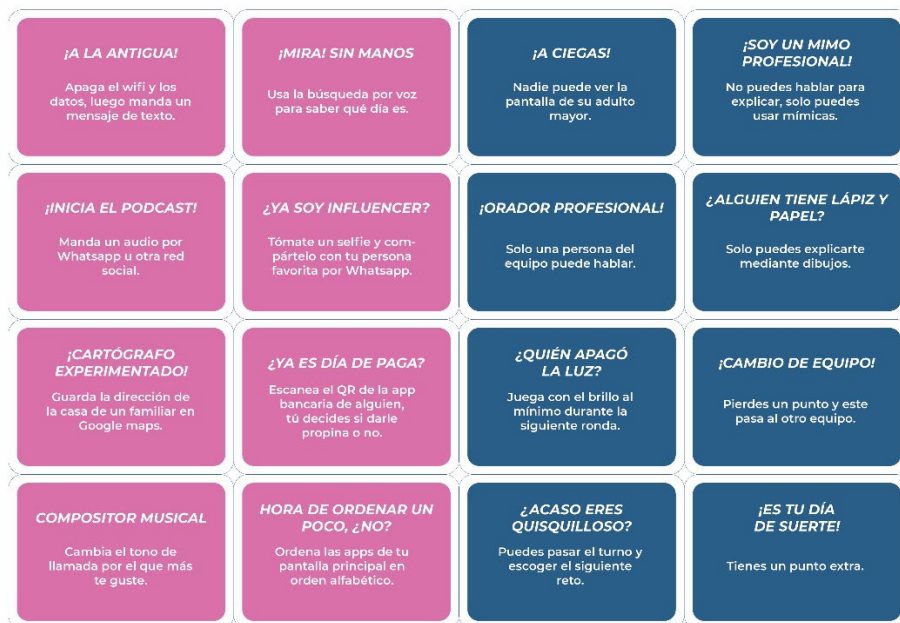 ¡A LA ANTIGUA!
Apaga el wifi y los
datos, luego manda un
mensaje de texto.
¡MIRA! SIN MANOS
Usa la búsqueda por voz
para saber qué día es.
¡A CIEGAS!
Nadie puede ver la
pantalla de su adulto
mayor.
¡SOY UN MIMO
PROFESIONAL!
No puedes hablar para
explicar, solo puedes
usar mímicas.
¡INICIA EL PODCAST!
Manda un audio por
Whatsapp u otra red
social.
¿YA SOY INFLUENCER?
Tómate un selfie y com-
pártelo con tu persona
favorita por Whatsapp.
¡ORADOR PROFESIONAL!
Solo una persona del
equipo puede hablar.
¿ALGUIEN TIENE LÁPIZ Y
PAPEL?
Solo puedes explicarte
mediante dibujos.
¡CARTÓGRAFO
EXPERIMENTADO!
Guarda la dirección de
la casa de un familiar en
Google maps.
¿YA ES DÍA DE PAGA?
Escanea el QR de la app
bancaria de alguien,
tú decides si darle
propina o no.
¿QUIÉN APAGÓ
LA LUZ?
Juega con el brillo al
mínimo durante la
siguiente ronda.
¡CAMBIO DE EQUIPO!
Pierdes un punto y este
pasa al otro equipo.
COMPOSITOR MUSICAL
Cambia el tono de
llamada por el que más
te guste.
HORA DE ORDENAR UN
POCO, ¿NO?
Ordena las apps de tu
pantalla principal en
orden alfabético.
¿ACASO ERES
QUISQUILLOSO?
Puedes pasar el turno y
escoger el siguiente
reto.
¡ES TU DÍA
DE SUERTE!
Tienes un punto extra.